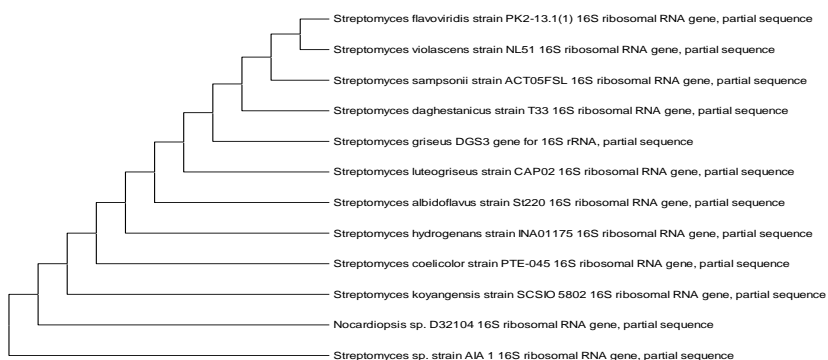 Streptomyces flavoviridis strain PK2-13.1(1) 16S ribosomal RNA gene, partial sequence
Streptomyces violascens strain NL51 16S ribosomal RNA gene, partial sequence
Streptomyces sampsonii strain ACT05FSL 16S ribosomal RNA gene, partial sequence
Streptomyces daghestanicus strain T33 16S ribosomal RNA gene, partial sequence
Streptomyces griseus DGS3 gene for 16S rRNA, partial sequence
Streptomyces luteogriseus strain CAP02 16S ribosomal RNA gene, partial sequence
Streptomyces albidoflavus strain St220 16S ribosomal RNA gene, partial sequence
Streptomyces hydrogenans strain INA01175 16S ribosomal RNA gene, partial sequence
Streptomyces coelicolor strain PTE-045 16S ribosomal RNA gene, partial sequence
Streptomyces koyangensis strain SCSIO 5802 16S ribosomal RNA gene, partial sequence
Nocardiopsis sp. D32104 16S ribosomal RNA gene, partial sequence
Streptomyces sp. strain AIA 1 16S ribosomal RNA gene, partial sequence